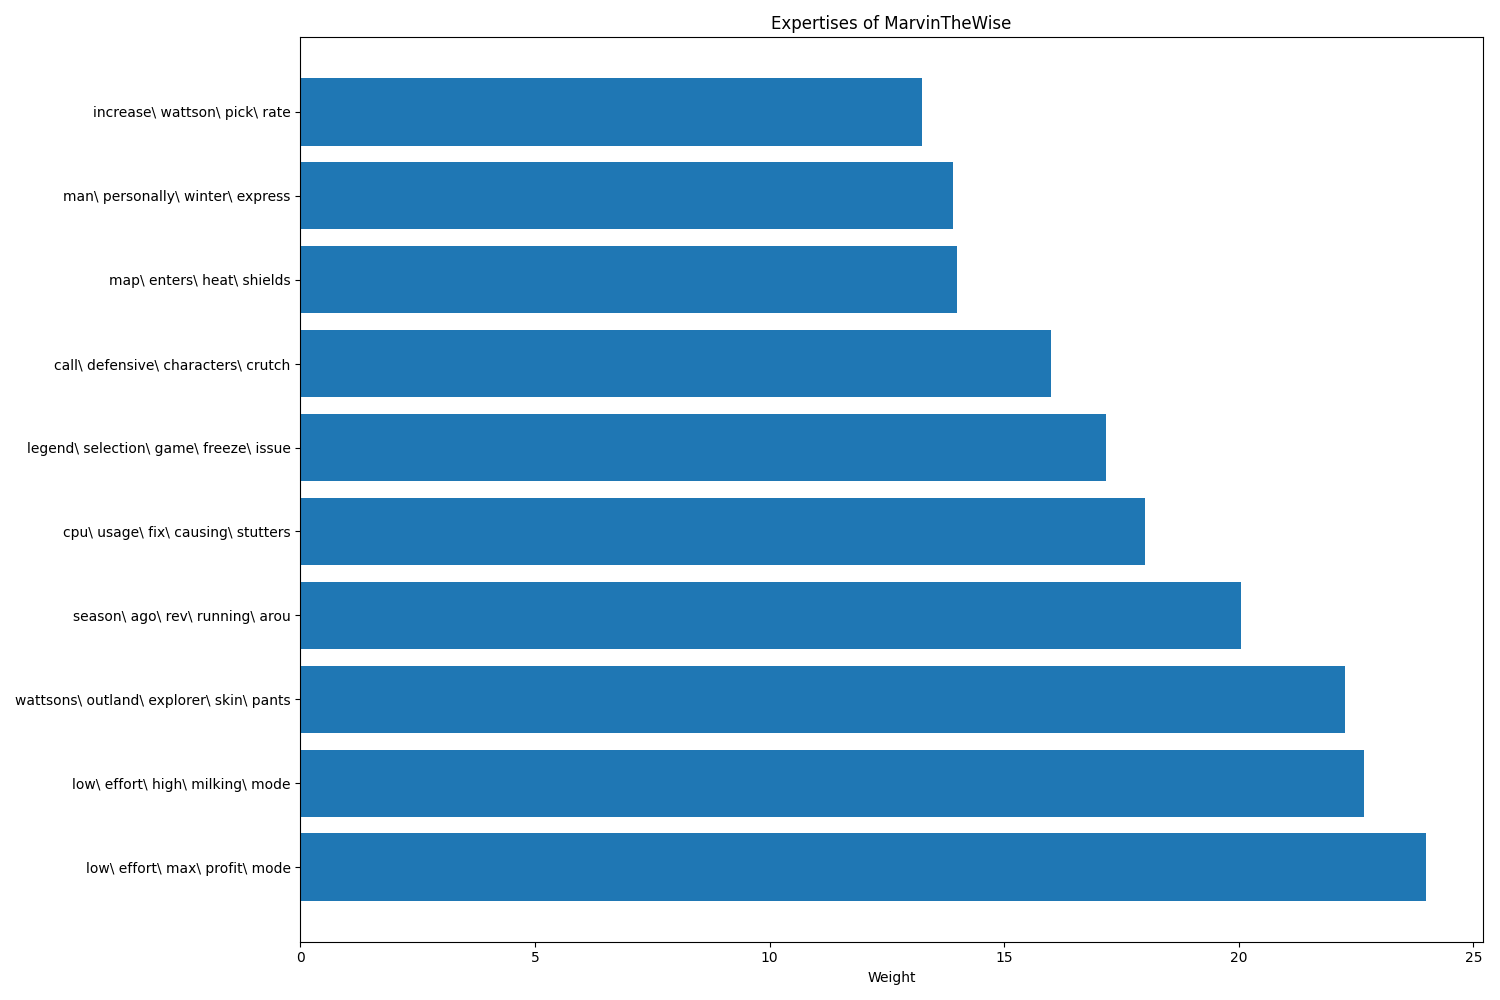 Expertises of MarvinTheWise
increase\ wattson\ pick\ rate
man\ personally\ winter\ express
map\ enters\ heat\ shields
call\ defensive\ characters\ crutch
legend\ selection\ game\ freeze\ issue
cpu\ usage\ fix\ causing\ stutters
season\ ago\ rev\ running\ arou
wattsons\ outland\ explorer\ skin\ pants
low\ effort\ high\ milking\ mode
low\ effort\ max\ profit\ mode
0 5 10 15 20 25
Weight